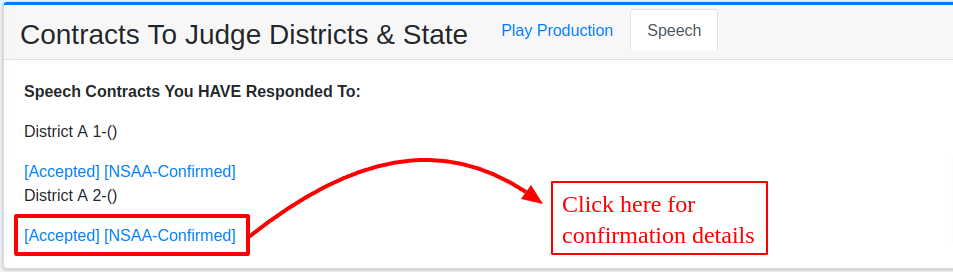 Contracts To Judge Districts & State Play Production Speech
Speech Contracts You HAVE Responded To:
District A 1-()
[Accepted] [NSAA-Confirmed]
District A 2-()
[Accepted] [NSAA-Confirmed]
Click here for
confirmation details